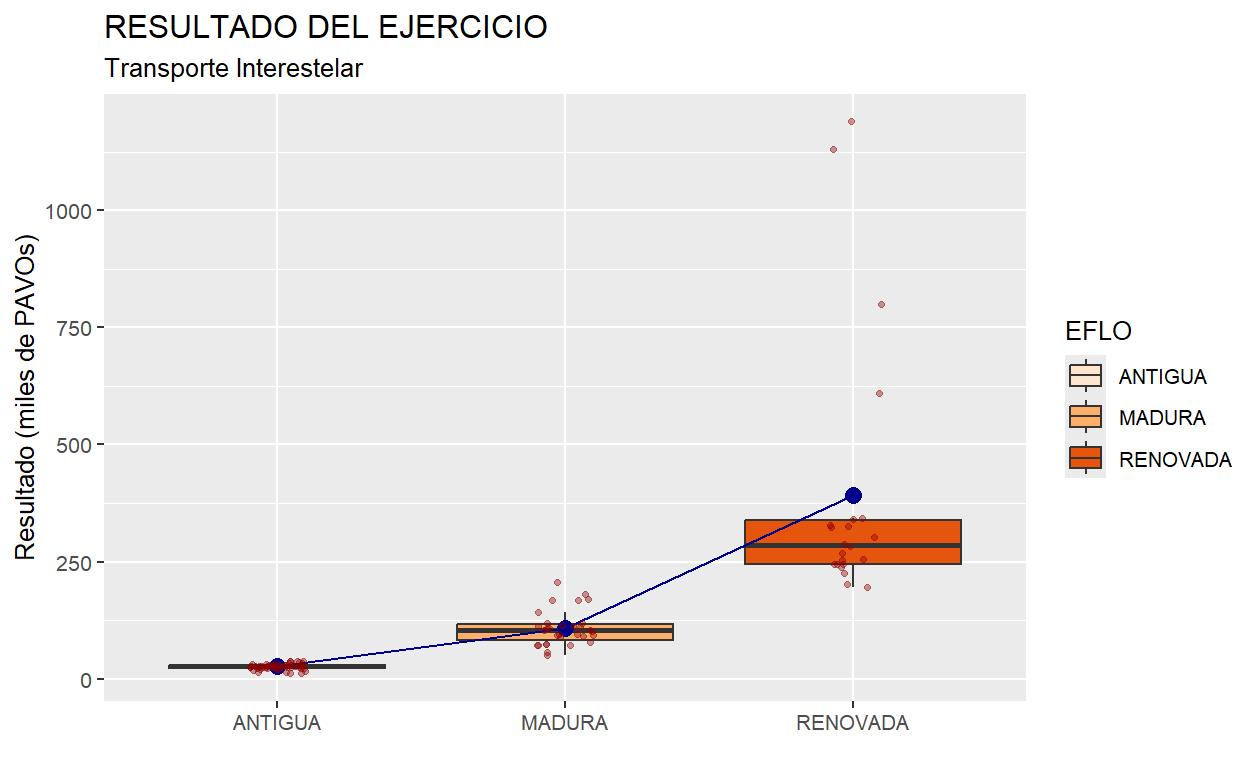 RESULTADO DEL EJERCICIO
Transporte Interestelar
Resultado (miles de PAVOs)
1000
750
500
250
0
ANTIGUA
MADURA
RENOVADA
EFLO
ANTIGUA
MADURA
RENOVADA